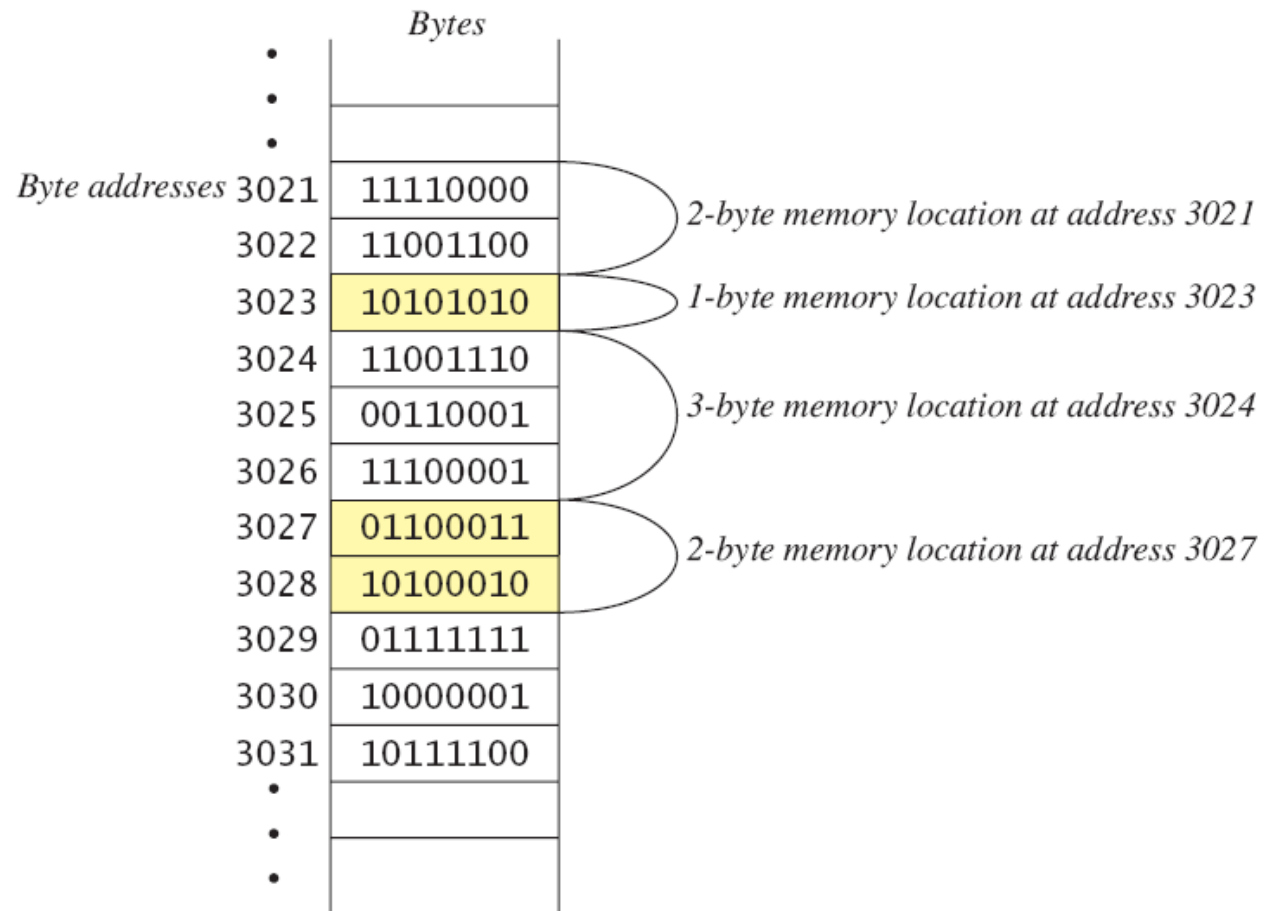 Bytes
Byte addresses 3021 11110000
2-byte memory location at address 3021
3022 11001100
3023 10101010 1-byte memory location at address 3023
3024 11001110
3025 00110001 3-byte memory location at address 3024
3026 11100001
3027 01100011
2-byte memory location at address 3027
3028 10100010
3029 01111111
3030 10000001
3031 10111100